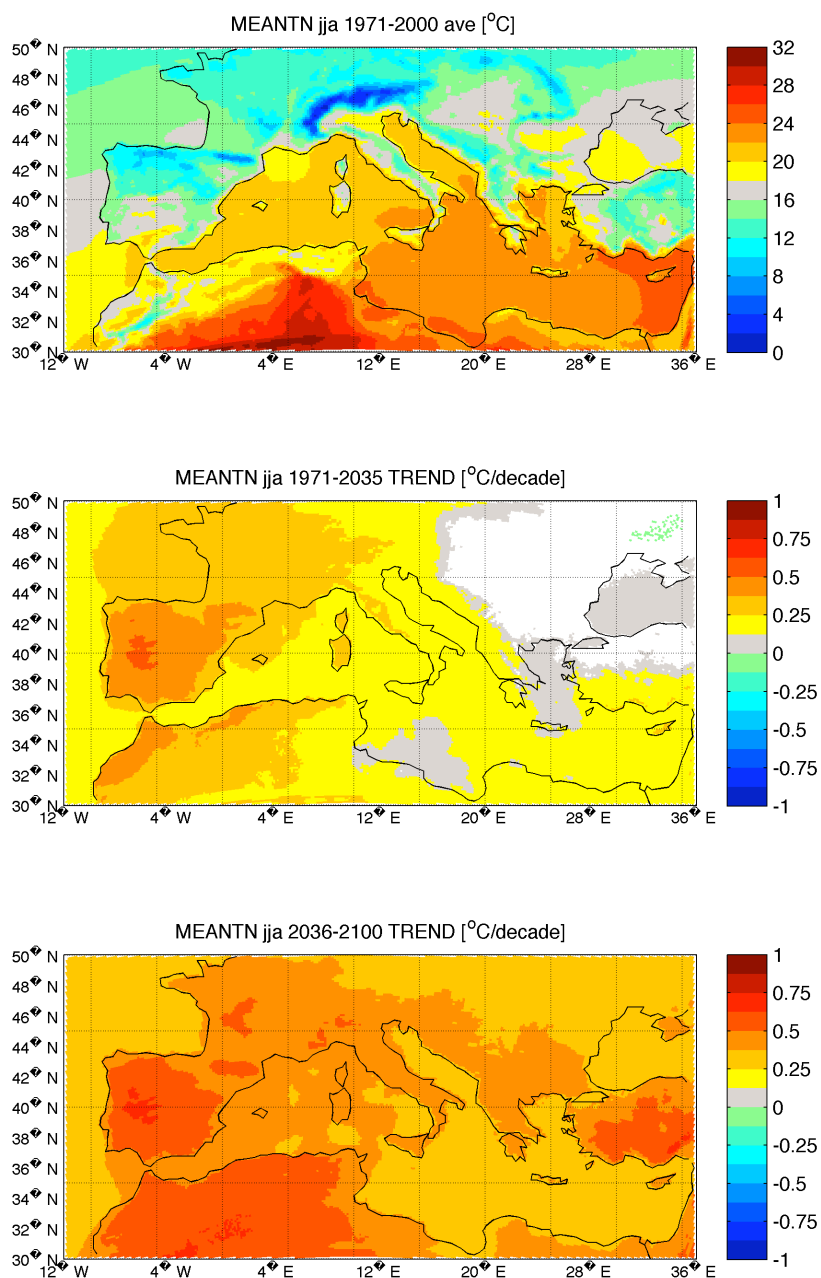 MEANTN jja 1971-2000 ave [°C]
50� N
48� N
46� N
44� N
42� N
40� N
38� N
36� N
34� N
32� N
30� N
12� W 4� W 4� E 12� E 20� E 28� E 36� E
32
28
24
20
16
12
8
4
0
MEANTN jja 1971-2035 TREND [°C/decade]
50� N
48� N
46� N
44� N
42� N
40� N
38� N
36� N
34� N
32� N
30� N
12� W 4� W 4� E 12� E 20� E 28� E 36� E
1
0.75
0.5
0.25
0
-0.25
-0.5
-0.75
-1
MEANTN jja 2036-2100 TREND [°C/decade]
50� N
48� N
46� N
44� N
42� N
40� N
38� N
36� N
34� N
32� N
30� N
12� W 4� W 4� E 12� E 20� E 28� E 36� E
1
0.75
0.5
0.25
0
-0.25
-0.5
-0.75
-1